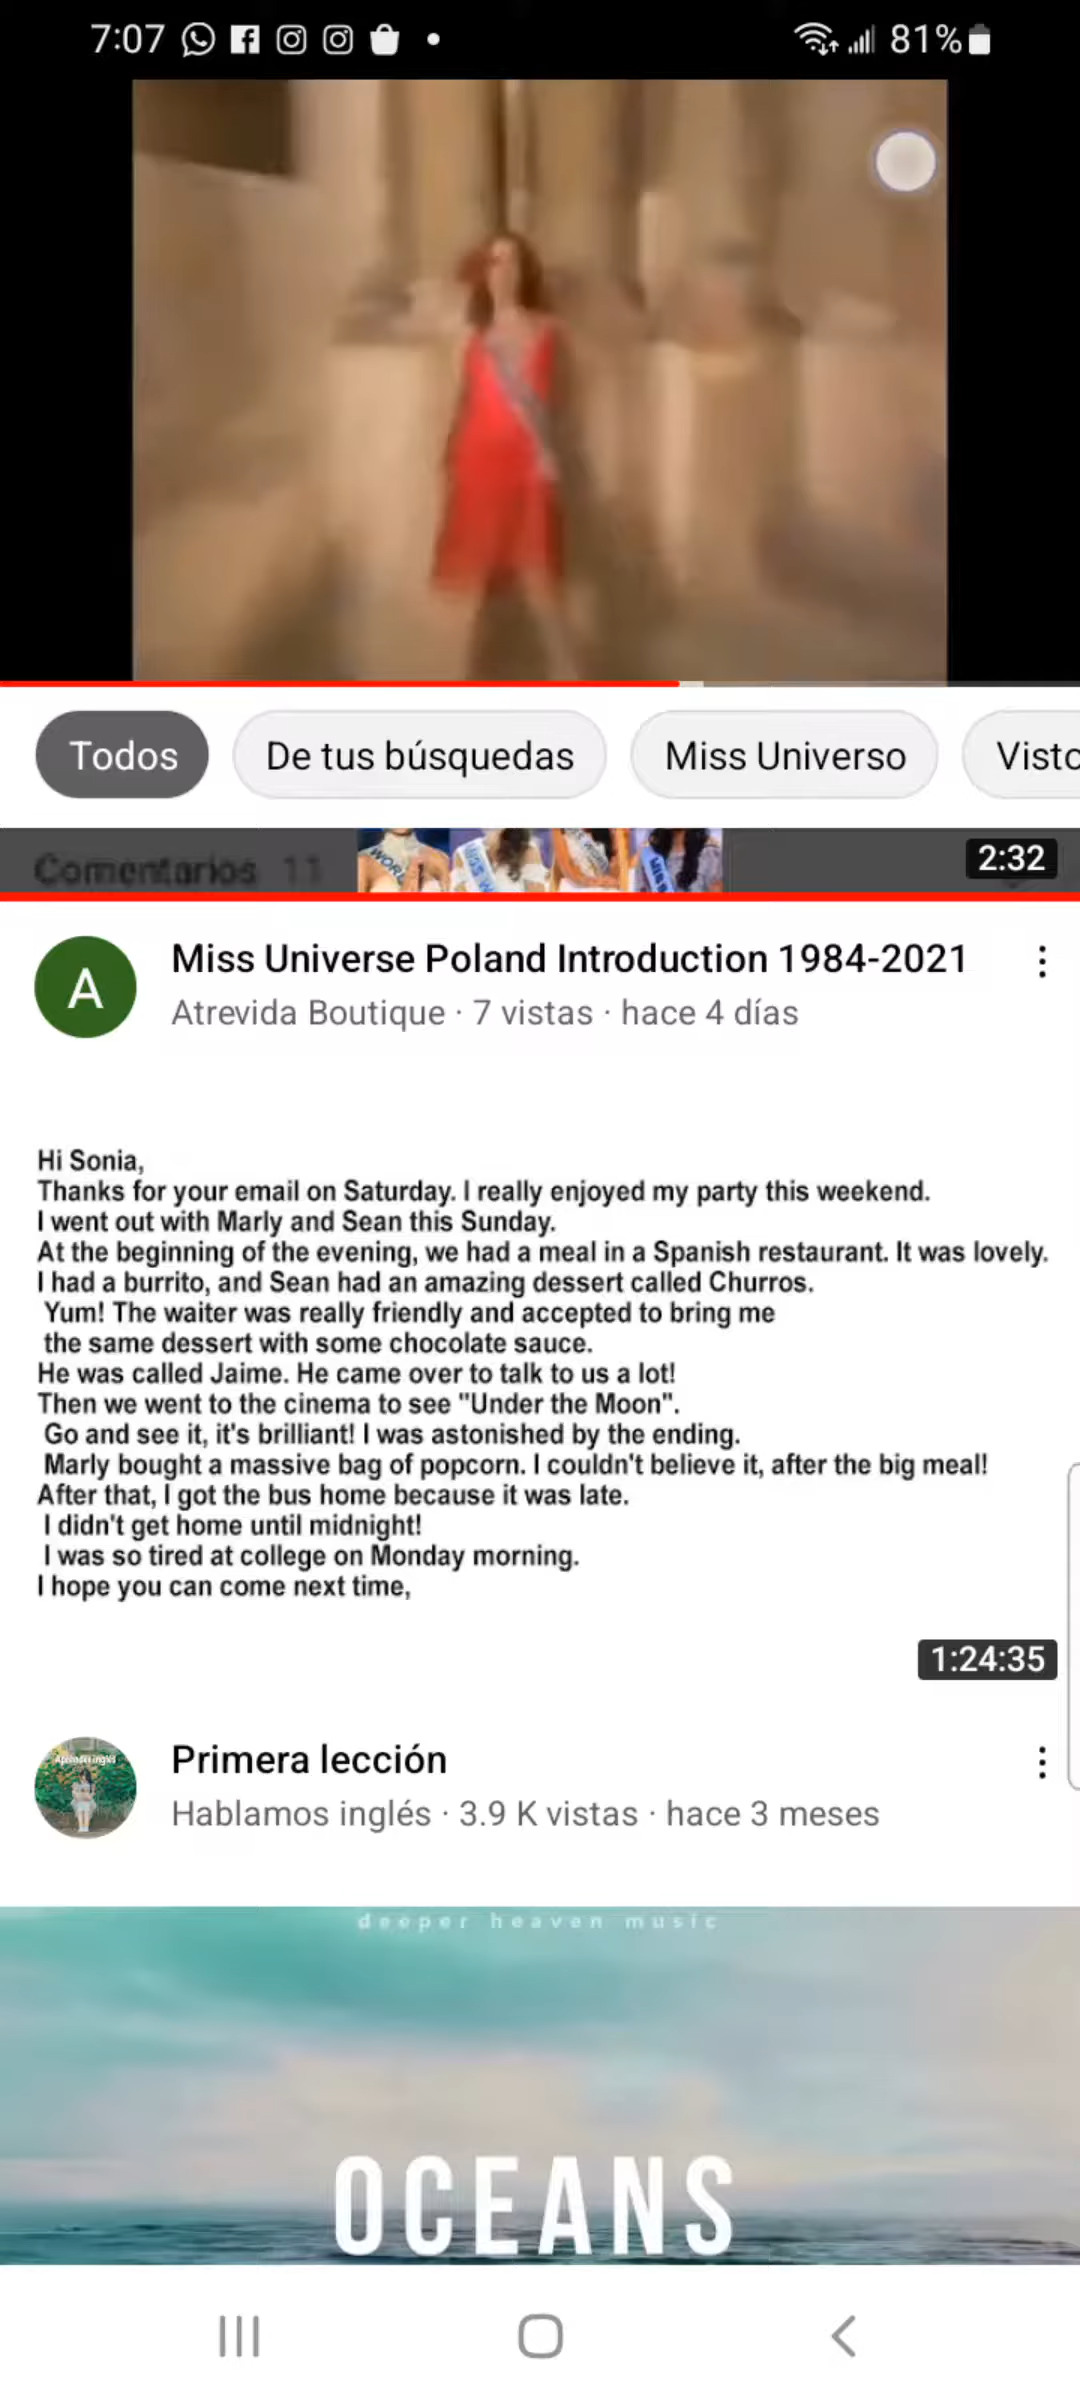 7:07
81%
Todos
De tus búsquedas
Miss Universo
Visto
Comentarios 11
WORL
MISS W
MISS
2:32
A
Miss Universe Poland Introduction 1984-2021
Atrevida Boutique · 7 vistas · hace 4 días
Hi Sonia,
Thanks for your email on Saturday. I really enjoyed my party this weekend.
I went out with Marly and Sean this Sunday.
At the beginning of the evening, we had a meal in a Spanish restaurant. It was lovely.
I had a burrito, and Sean had an amazing dessert called Churros.
Yum! The waiter was really friendly and accepted to bring me
the same dessert with some chocolate sauce.
He was called Jaime. He came over to talk to us a lot!
Then we went to the cinema to see "Under the Moon".
Go and see it, it's brilliant! I was astonished by the ending.
Marly bought a massive bag of popcorn. I couldn't believe it, after the big meal!
After that, I got the bus home because it was late.
I didn't get home until midnight!
I was so tired at college on Monday morning.
I hope you can come next time,
1:24:35
Primera lección
Hablamos inglés · 3.9 K vistas · hace 3 meses
deeper heaven music
OCEANS